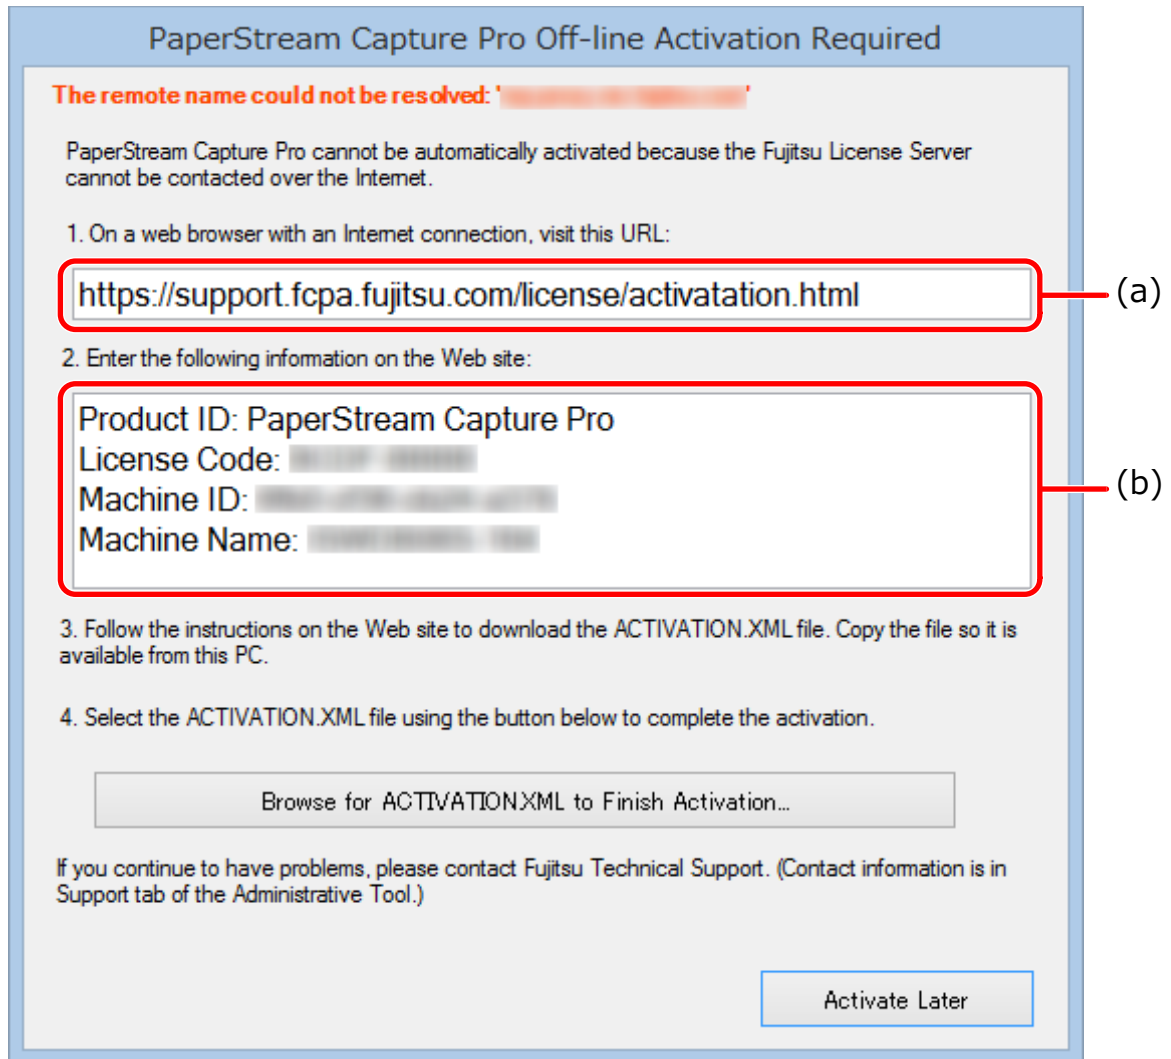 PaperStream Capture Pro Off-line Activation Required
The remote name could not be resolved: ' '
PaperStream Capture Pro cannot be automatically activated because the Fujitsu License Server
cannot be contacted over the Internet.
1. On a web browser with an Internet connection, visit this URL:
https://support.fcpa.fujitsu.com/license/activatation.html
(a)
2. Enter the following information on the Web site:
Product ID: PaperStream Capture Pro
License Code:
Machine ID:
Machine Name:
(b)
3. Follow the instructions on the Web site to download the ACTIVATION.XML file. Copy the file so it is
available from this PC.
4. Select the ACTIVATION.XML file using the button below to complete the activation.
Browse for ACTIVATION.XML to Finish Activation...
If you continue to have problems, please contact Fujitsu Technical Support. (Contact information is in
Support tab of the Administrative Tool.)
Activate Later